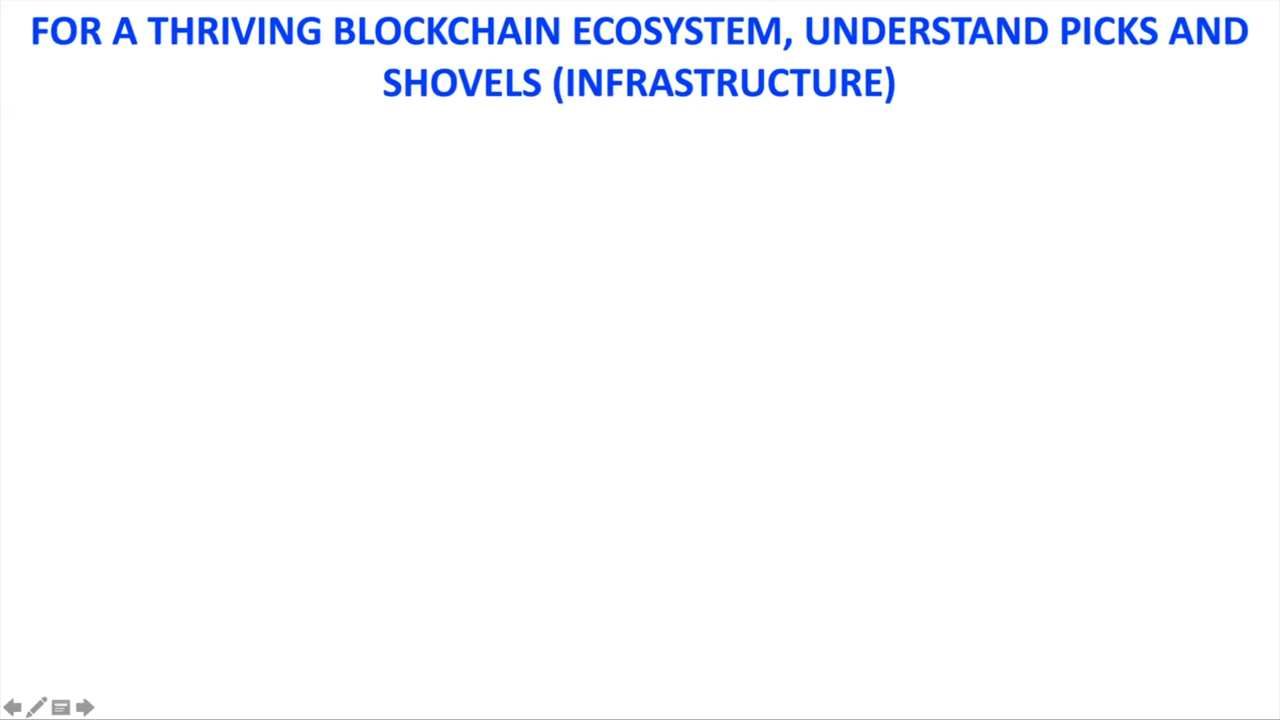 FOR A THRIVING BLOCKCHAIN ECOSYSTEM, UNDERSTAND PICKS AND
SHOVELS (INFRASTRUCTURE)